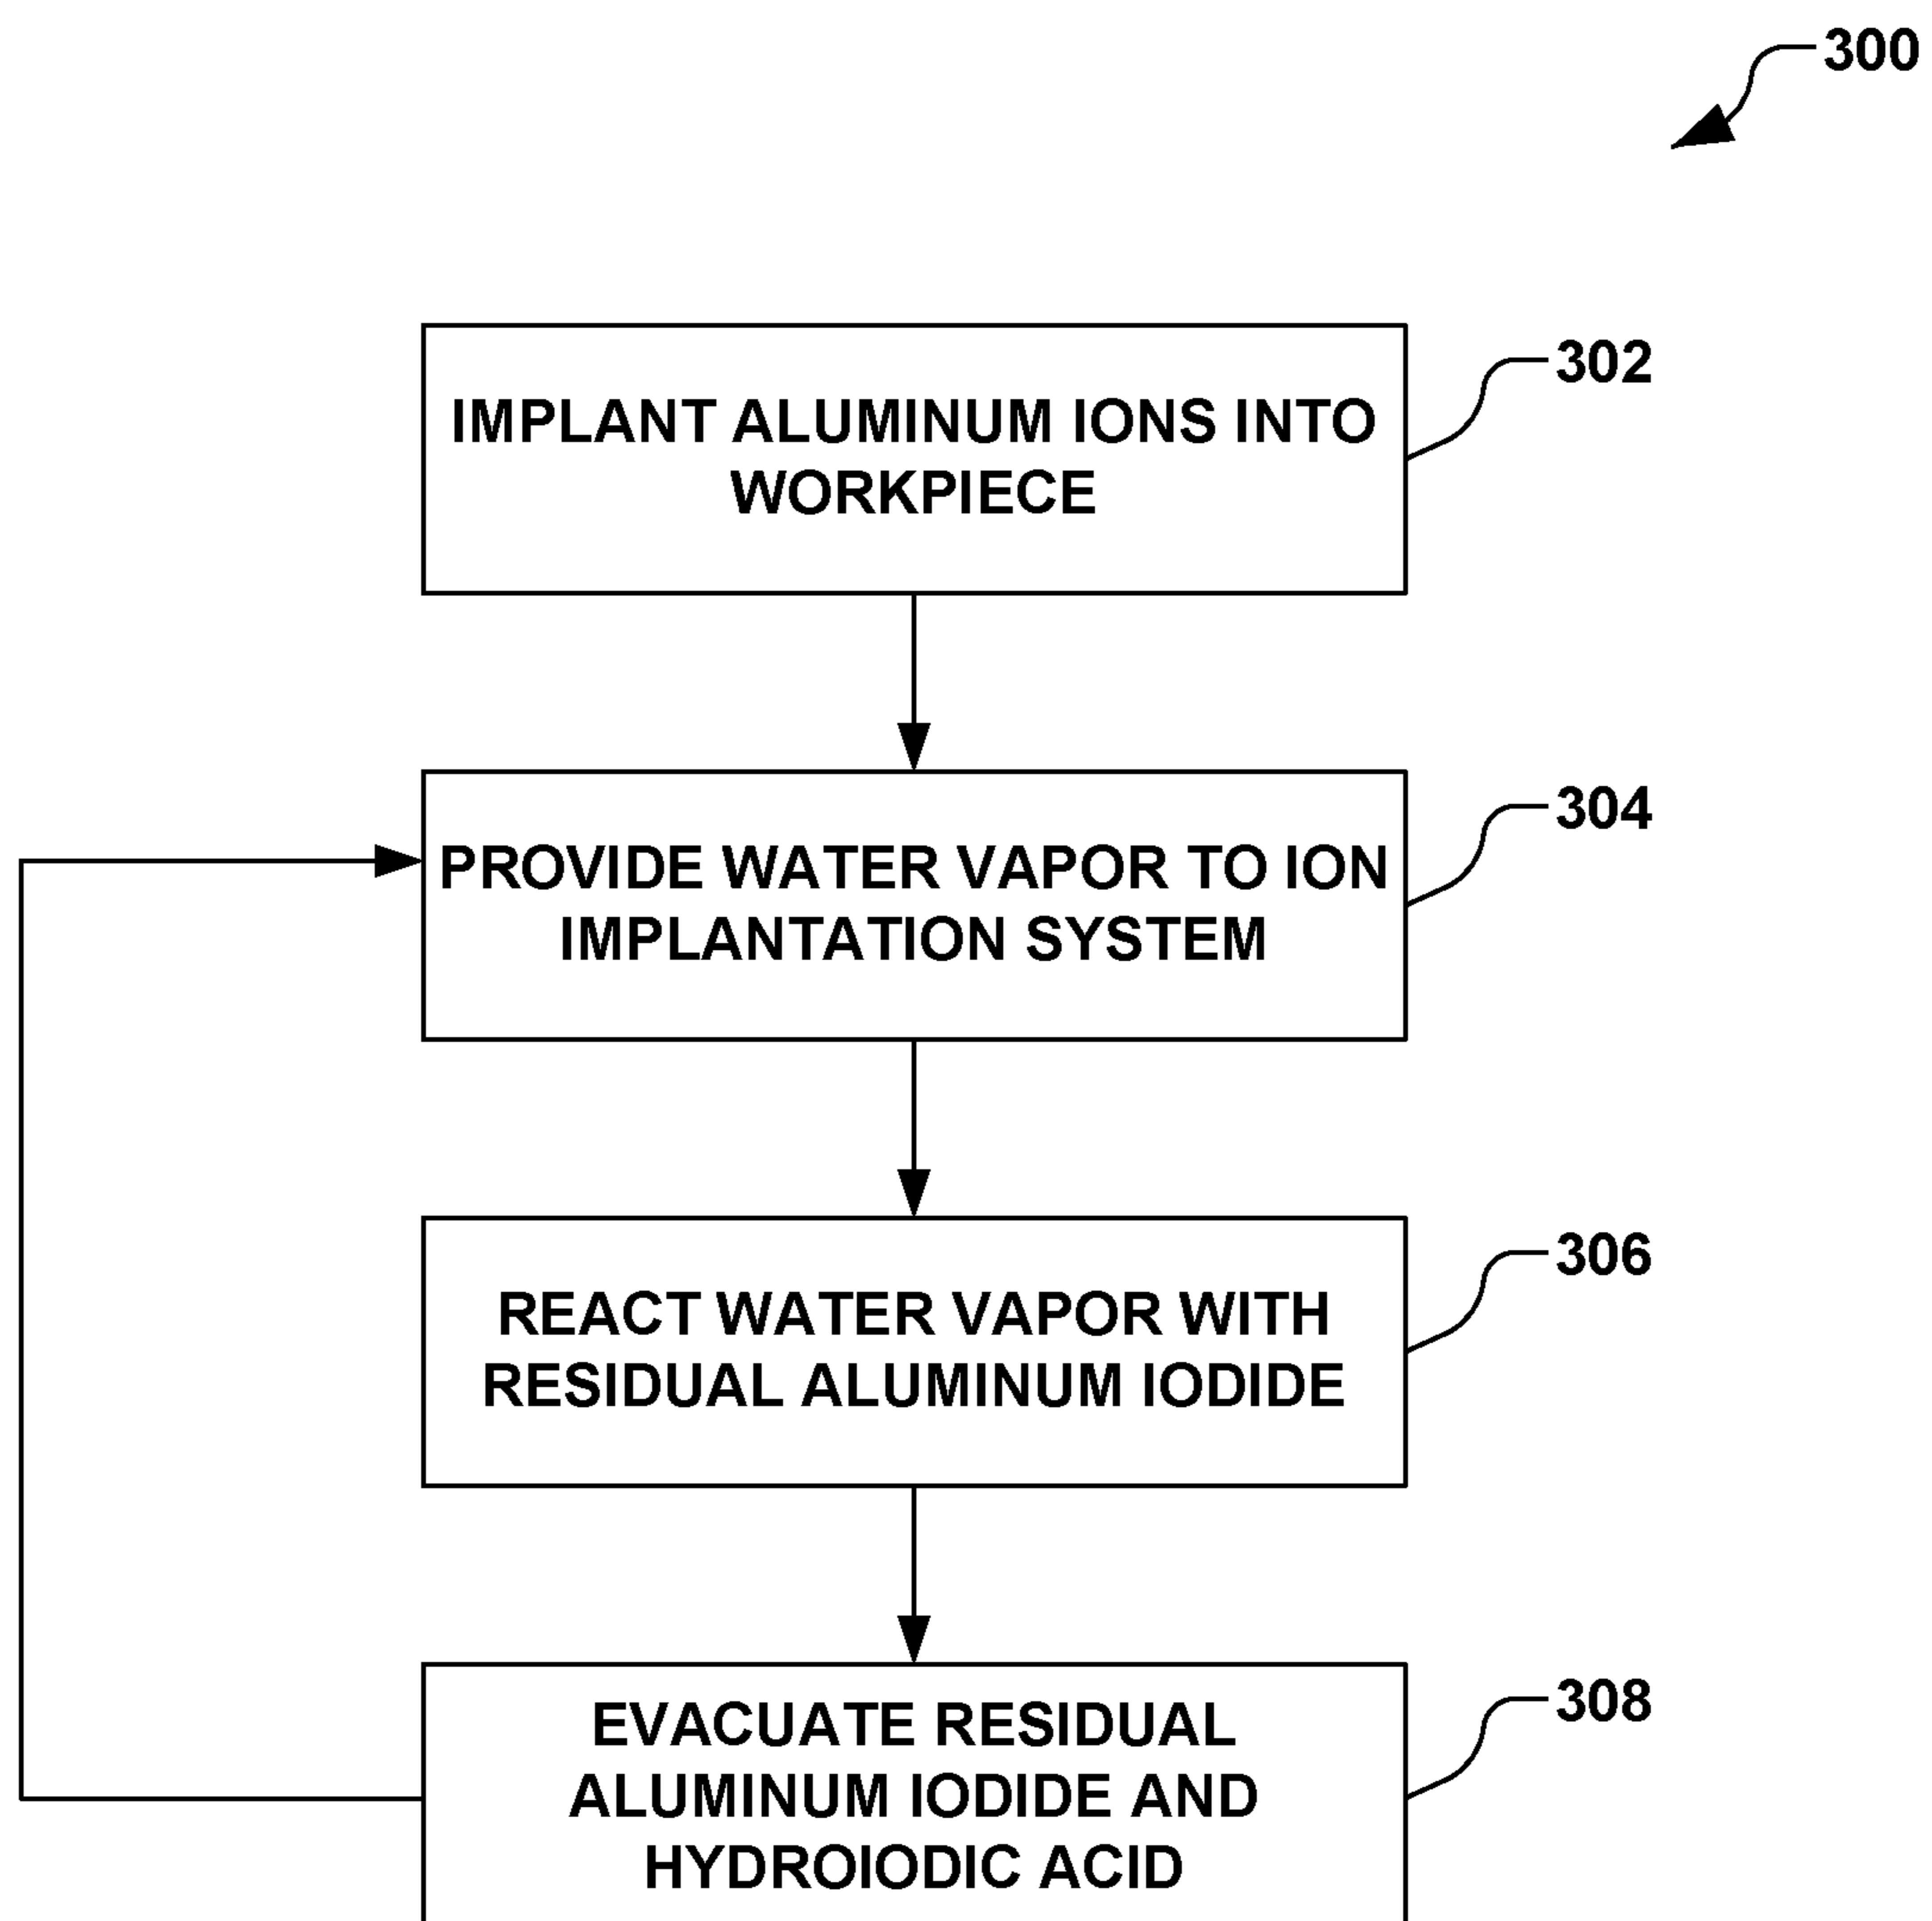 300
IMPLANT ALUMINUM IONS INTO
WORKPIECE
302
PROVIDE WATER VAPOR TO ION
IMPLANTATION SYSTEM
304
REACT WATER VAPOR WITH
RESIDUAL ALUMINUM IODIDE
306
EVACUATE RESIDUAL
ALUMINUM IODIDE AND
HYDROIODIC ACID
308